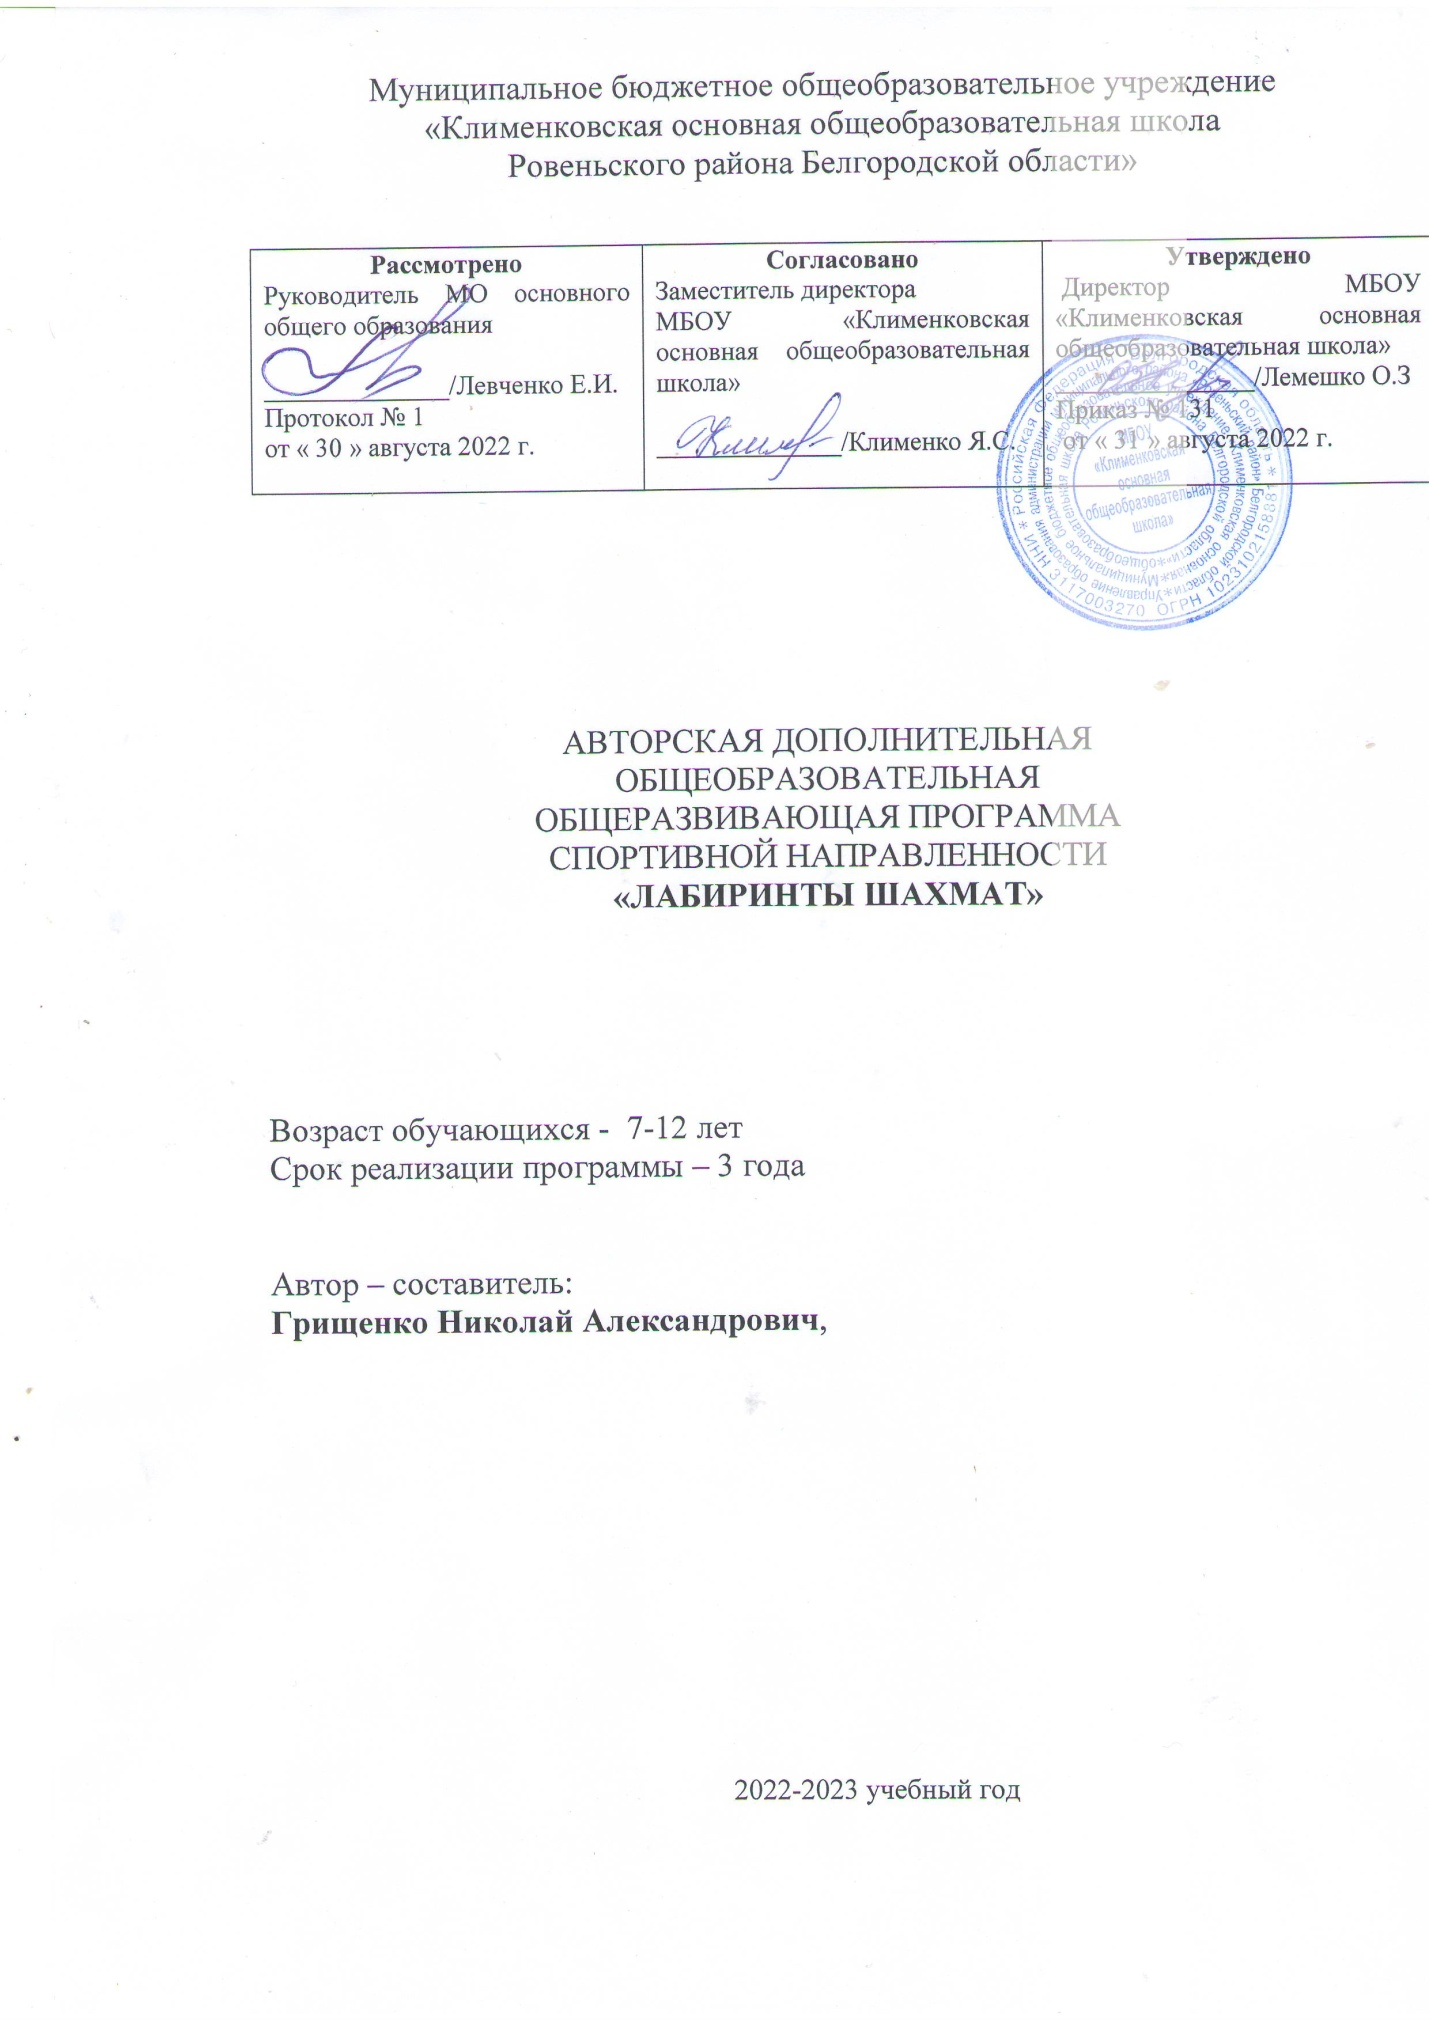 Муниципальное бюджетное общеобразовательное учреждение
«Клименковская основная общеобразовательная школа
Ровеньского района Белгородской области»
Рассмотрено
Руководитель МО основного
общего образования
/Левченко Е.И.
Протокол № 1
от « 30 » августа 2022 г.
Согласовано
Заместитель директора
МБОУ «Клименковская
основная общеобразовательная
школа»
/Клименко Я.С.
Утверждено
Директор МБОУ
«Клименковская основная
общеобразовательная школа»
/Лемешко О.З
Приказ № 131
от « 31 » августа 2022 г.
МБОУ
«Клименковская
основная
общеобразовательная
школа»
ИНН 3117003270 ОГРН
АВТОРСКАЯ ДОПОЛНИТЕЛЬНАЯ
ОБЩЕОБРАЗОВАТЕЛЬНАЯ
ОБЩЕРАЗВИВАЮЩАЯ ПРОГРАММА
СПОРТИВНОЙ НАПРАВЛЕННОСТИ
«ЛАБИРИНТЫ ШАХМАТ»
Возраст обучающихся - 7-12 лет
Срок реализации программы – 3 года
Автор – составитель:
Грищенко Николай Александрович,
2022-2023 учебный год